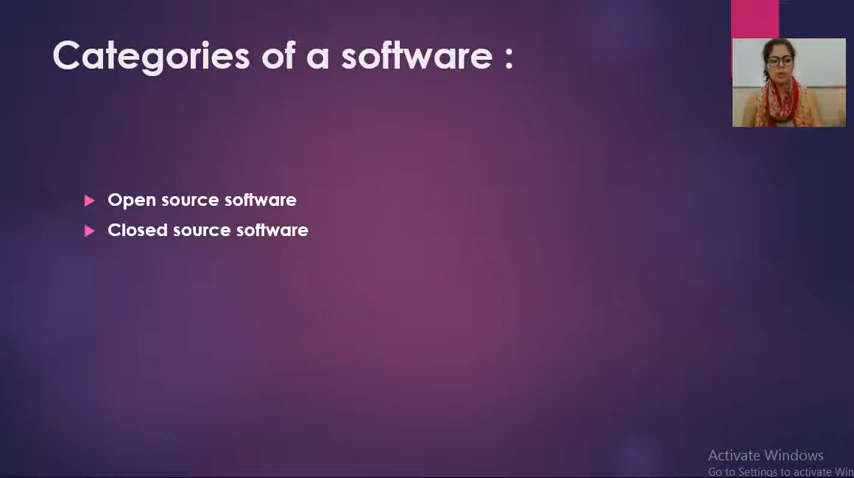 Categories of a software :
Open source software
Closed source software
Activate Windows
Go to Settings to activate Win